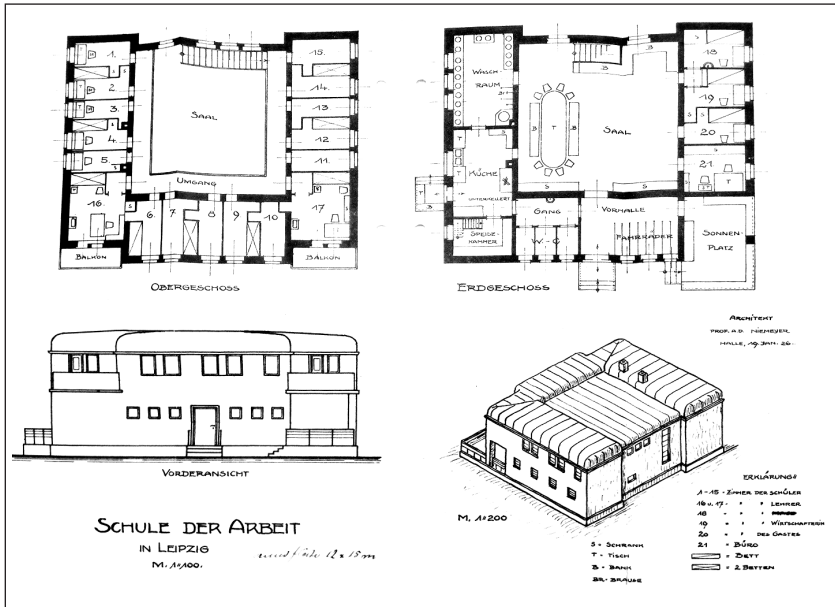 1.
2
3.
4.
5.
16
6
7
8
9
10
15.
14.
13
12
11
17
S
S
T
SAAL
UMGANG
BALKON
BALKON
OBERGESCHOSS
WASCH
RAUM
KÜCHE
UNTERKELLERT
SPEISE
KAMMER
GANG
W-C
VORHALLE
FAHRRÄDER
SAAL
B
T
B
B
B
S
S
18
19
20
21
T
SONNEN
PLATZ
ERDGESCHOSS
VORDERANSICHT
SCHULE DER ARBEIT
IN LEIPZIG
M. 1:100.
12 x 15 m
ARCHITEKT
PROF. A.D. NIEMEYER
HALLE, 19. JAN. 26.
M. 1:200
S = SCHRANK
T = TISCH
B = BANK
BR = BRAUSE
ERKLÄRUNG:
1-15 = ZIMMER DER SCHÜLER
16 u. 17 - " " LEHRER
18 " "
19 " " WIRTSCHAFTERIN
20 " DES GASTES
21 = BÜRO
= BETT
= 2 BETTEN